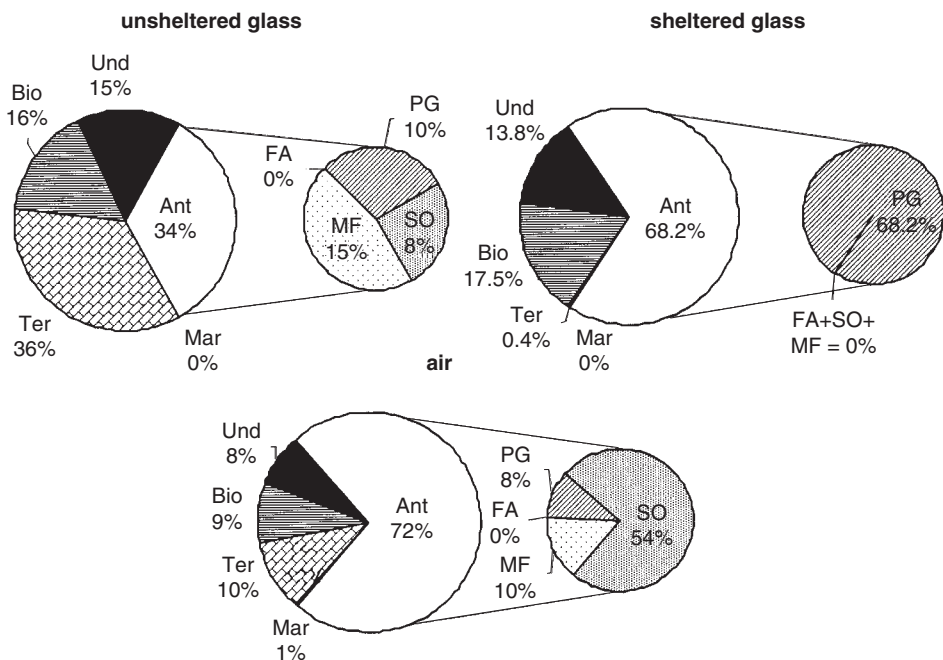 unsheltered glass
Und
15%
Bio
16%
Ant
34%
Ter
36%
Mar
0%
PG
10%
FA
0%
MF
15%
SO
8%
sheltered glass
Und
13.8%
Ant
68.2%
Bio
17.5%
Ter
0.4%
Mar
0%
PG
68.2%
FA+SO+
MF = 0%
air
Und
8%
Bio
9%
Ant
72%
Ter
10%
Mar
1%
PG
8%
FA
0%
MF
10%
SO
54%